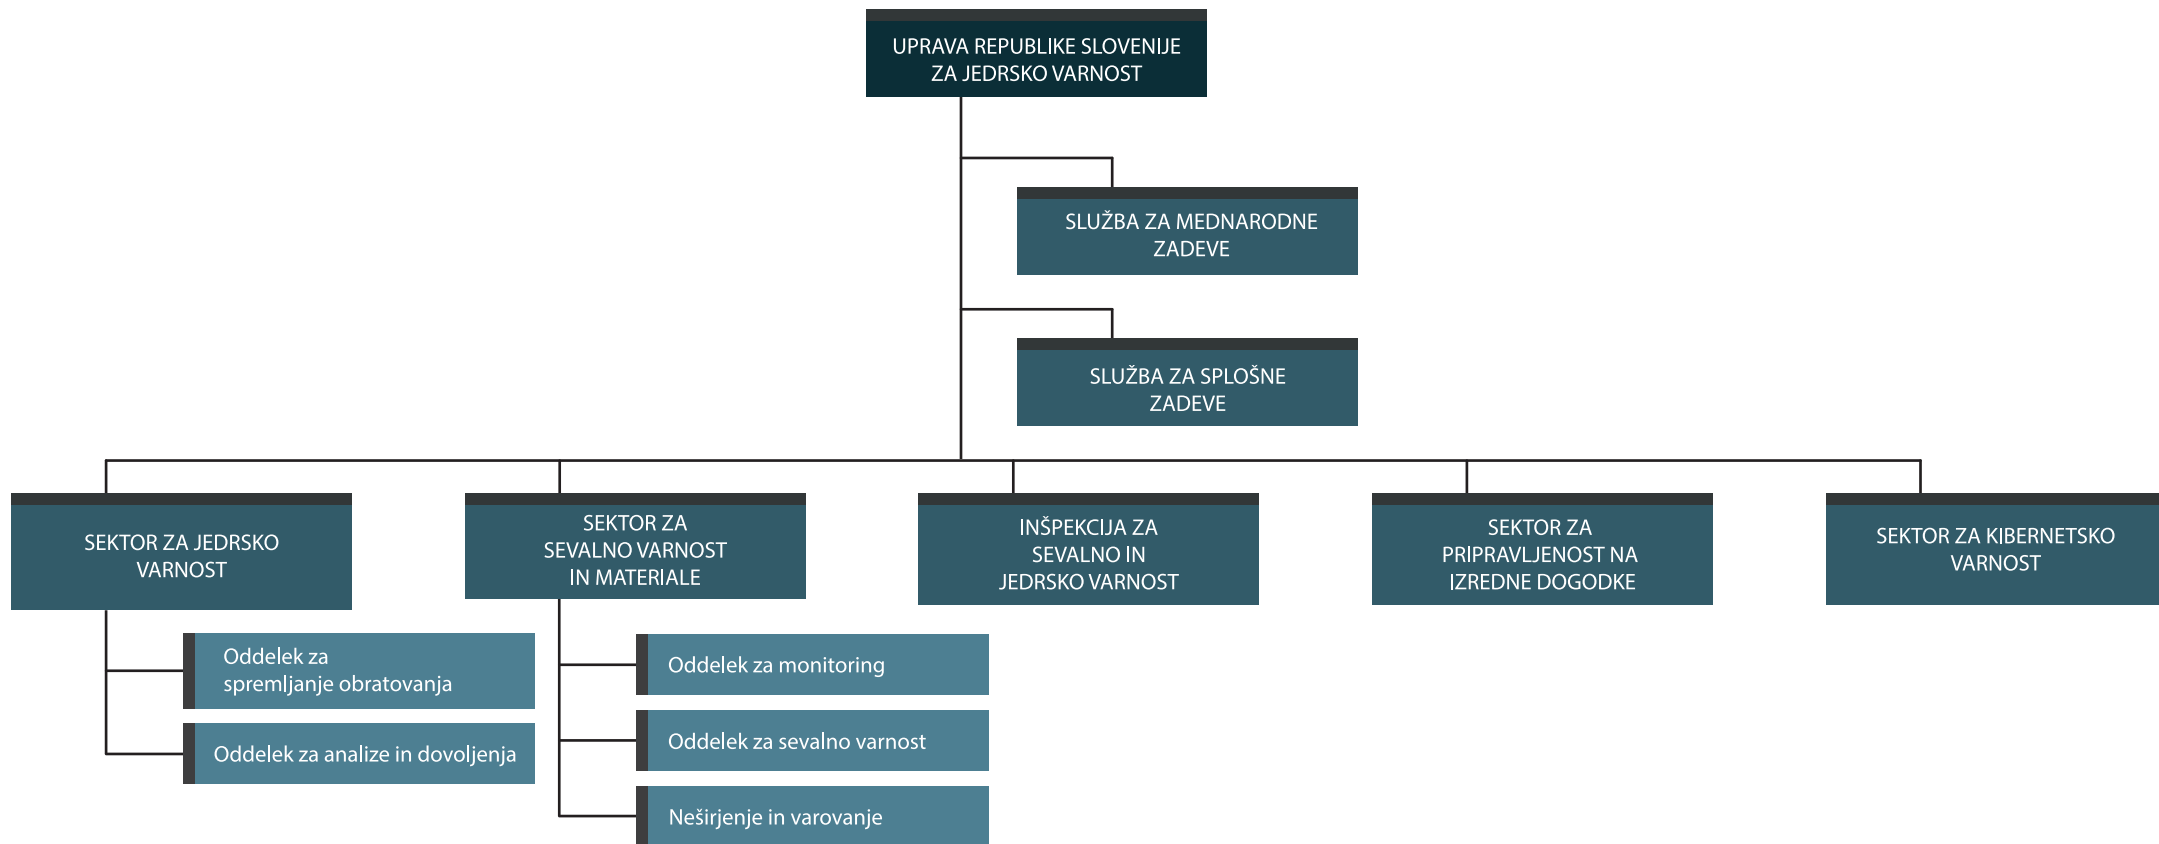 UPRAVA REPUBLIKE SLOVENIJE
ZA JEDRSKO VARNOST
SLUŽBA ZA MEDNARODNE
ZADEVE
SLUŽBA ZA SPLOŠNE
ZADEVE
SEKTOR ZA JEDRSKO
VARNOST
Oddelek za
spremljanje obratovanja
Oddelek za analize in dovoljenja
SEKTOR ZA
SEVALNO VARNOST
IN MATERIALE
Oddelek za monitoring
Oddelek za sevalno varnost
Neširjenje in varovanje
INŠPEKCIJA ZA
SEVALNO IN
JEDRSKO VARNOST
SEKTOR ZA
PRIPRAVLJENOST NA
IZREDNE DOGODKE
SEKTOR ZA KIBERNETSKO
VARNOST